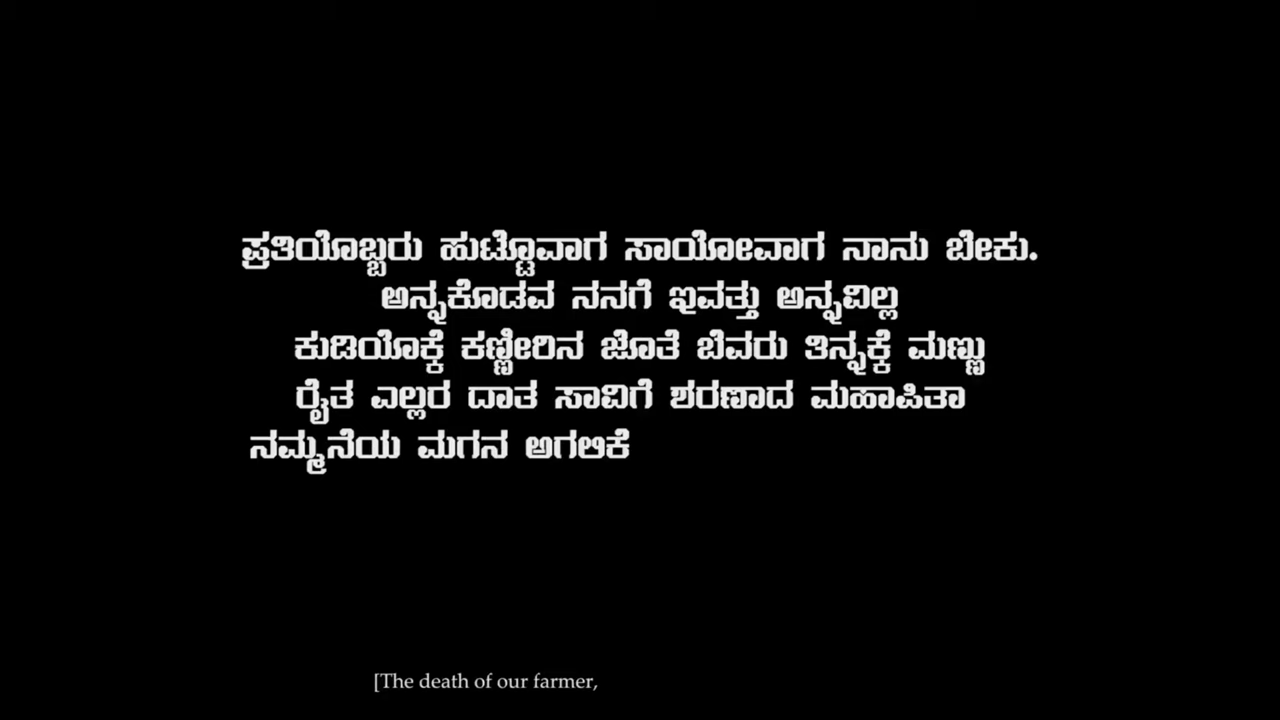 ಪ್ರತಿಯೊಬ್ಬರು ಹುಟ್ಟೊವಾಗ ಸಾಯೋವಾಗ ನಾನು ಬೇಕು.
ಅನ್ನಕೊಡವ ನನಗೆ ಇವತ್ತು ಅನ್ನವಿಲ್ಲ
ಕುಡಿಯೊಕ್ಕೆ ಕಣ್ಣೀರಿನ ಜೊತೆ ಬೆವರು ತಿನ್ನಕ್ಕೆ ಮಣ್ಣು
ರೈತ ಎಲ್ಲರ ದಾತ ಸಾವಿಗೆ ಶರಣಾದ ಮಹಾಪಿತಾ
ನಮ್ಮನೆಯ ಮಗನ ಅಗಲಿಕೆ
[The death of our farmer,